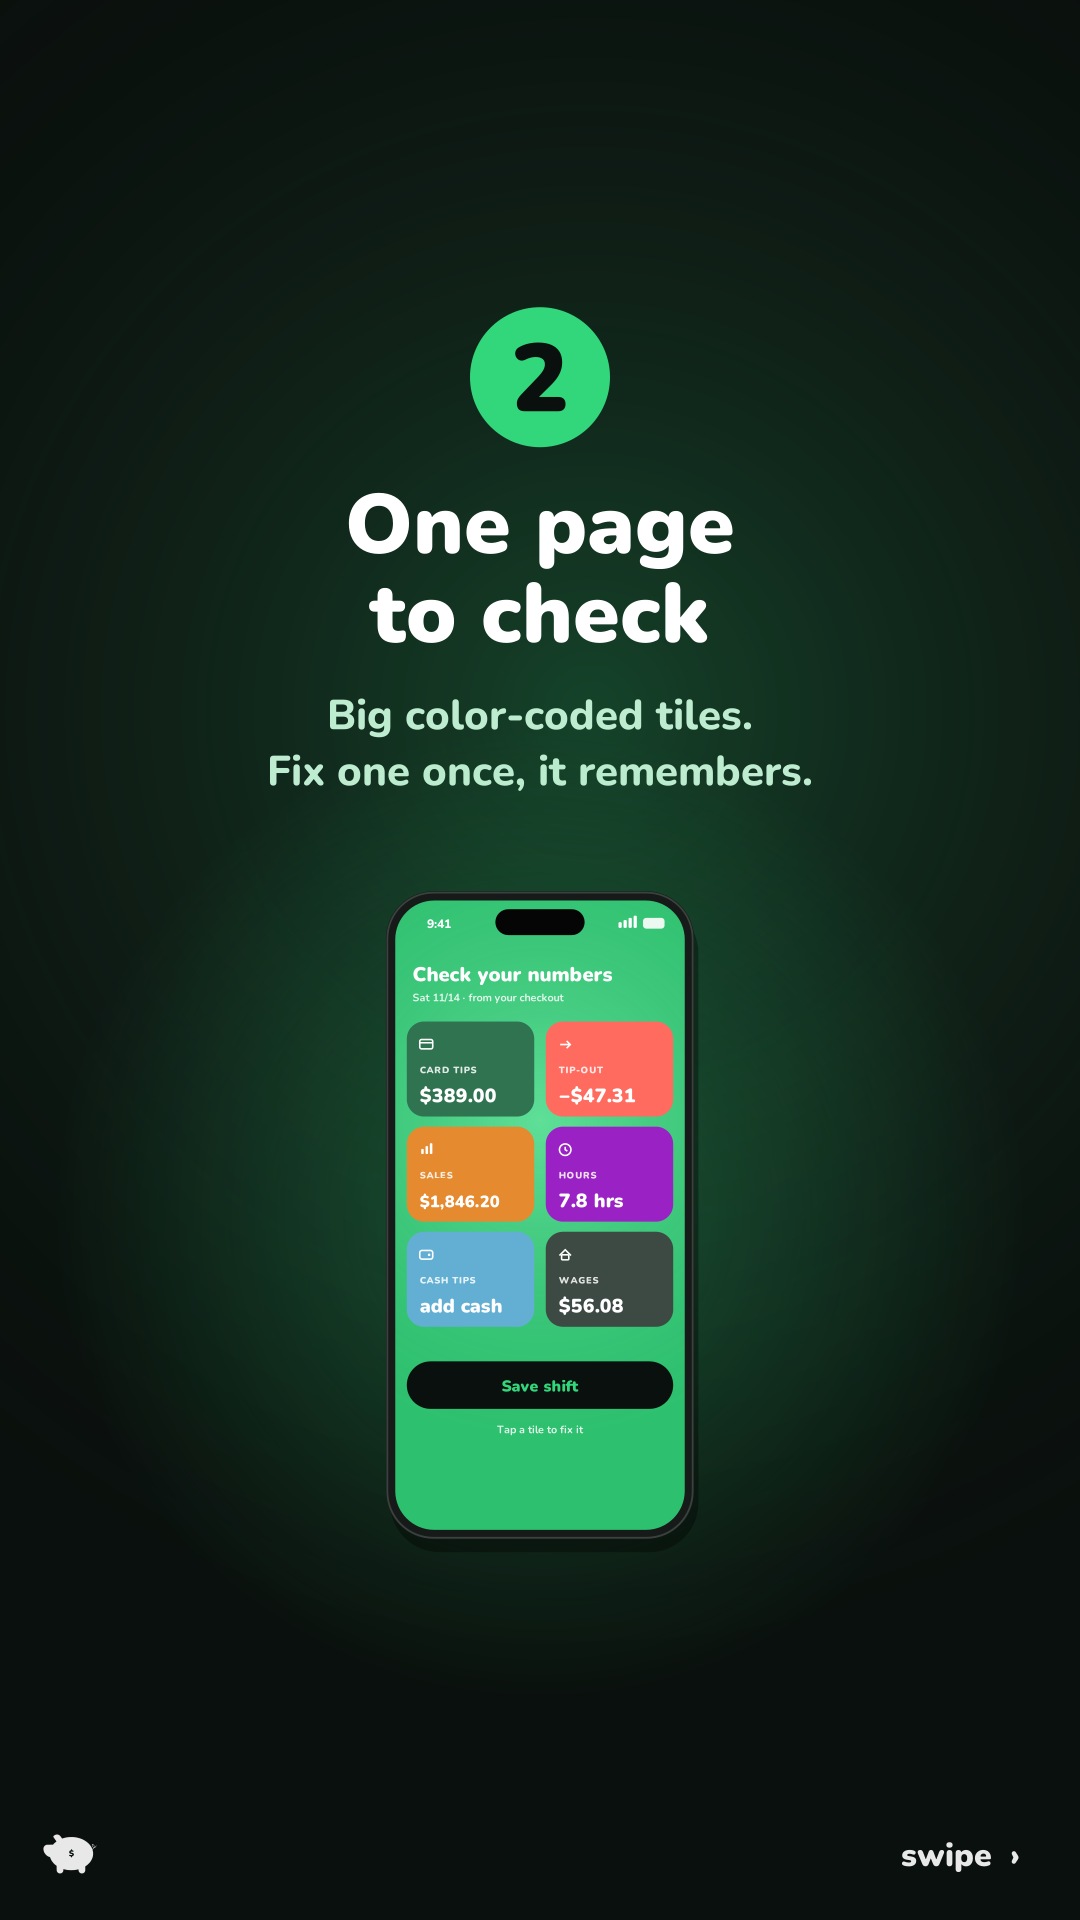 2
One page
to check
Big color-coded tiles.
Fix one once, it remembers.
9:41
Check your numbers
Sat 11/14 · from your checkout
CARD TIPS
$389.00
TIP-OUT
–$47.31
SALES
$1,846.20
HOURS
7.8 hrs
CASH TIPS
add cash
WAGES
$56.08
Save shift
Tap a tile to fix it
$
swipe ›